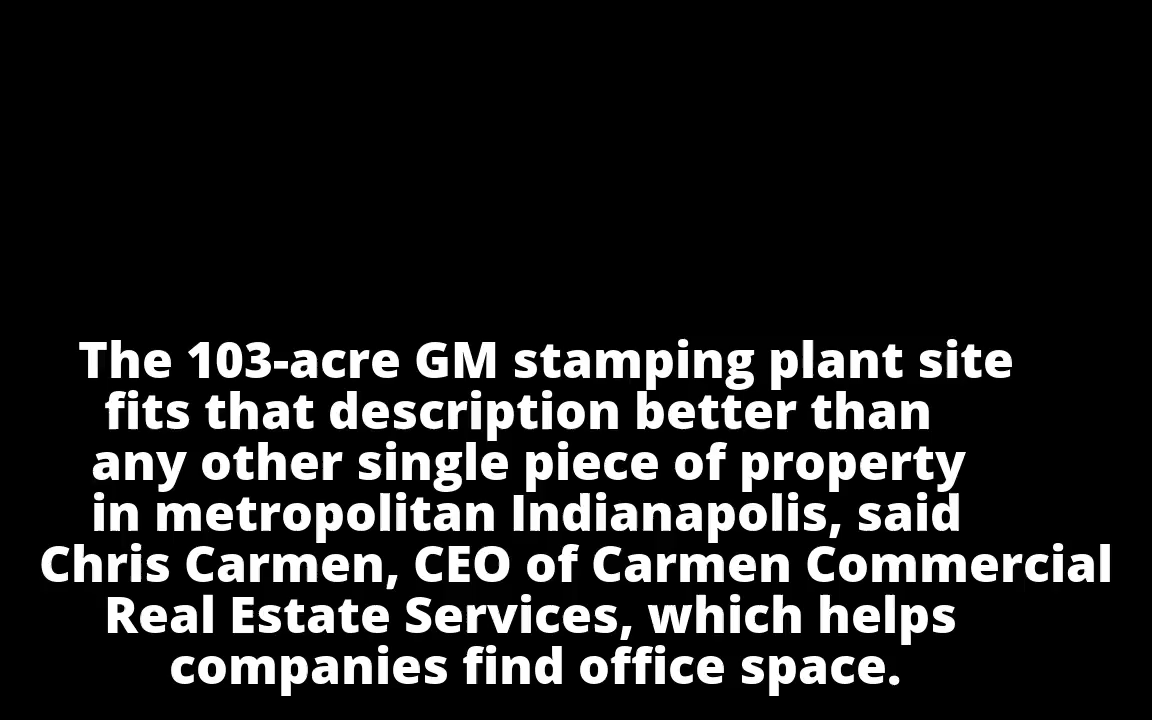 The 103-acre GM stamping plant site
fits that description better than
any other single piece of property
in metropolitan Indianapolis, said
Chris Carmen, CEO of Carmen Commercial
Real Estate Services, which helps
companies find office space.